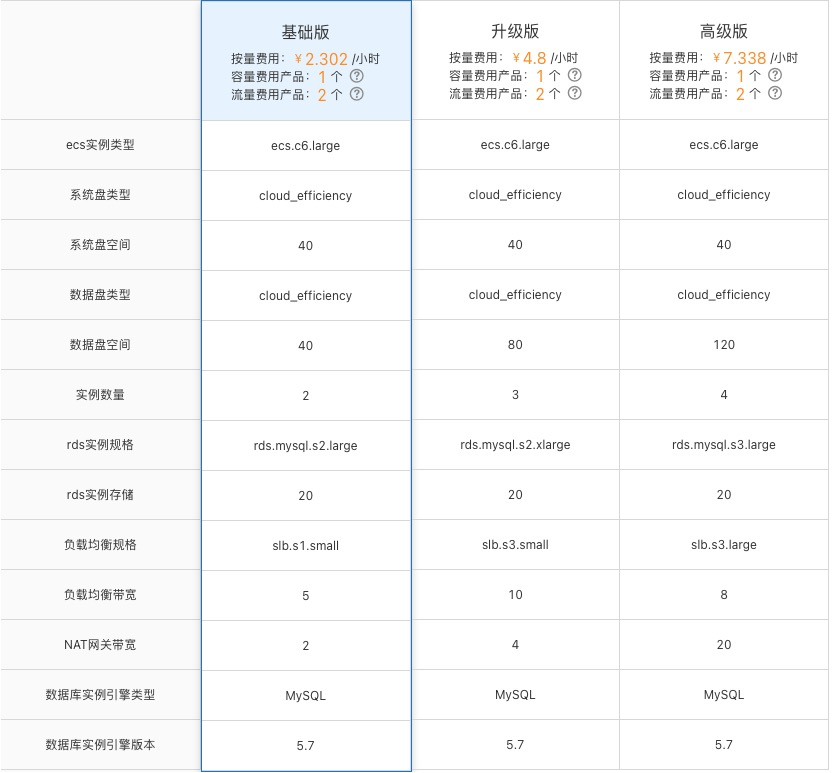 基础版 升级版 高级版
按量费用: ¥2.302 /小时 按量费用: ¥4.8 /小时 按量费用: ¥7.338 /小时
容量费用产品: 1 个 ? 容量费用产品: 1 个 ? 容量费用产品: 1 个 ?
流量费用产品: 2 个 ? 流量费用产品: 2 个 ? 流量费用产品: 2 个 ?
ecs实例类型 ecs.c6.large ecs.c6.large ecs.c6.large
系统盘类型 cloud_efficiency cloud_efficiency cloud_efficiency
系统盘空间 40 40 40
数据盘类型 cloud_efficiency cloud_efficiency cloud_efficiency
数据盘空间 40 80 120
实例数量 2 3 4
rds实例规格 rds.mysql.s2.large rds.mysql.s2.xlarge rds.mysql.s3.large
rds实例存储 20 20 20
负载均衡规格 slb.s1.small slb.s3.small slb.s3.large
负载均衡带宽 5 10 8
NAT网关带宽 2 4 20
数据库实例引擎类型 MySQL MySQL MySQL
数据库实例引擎版本 5.7 5.7 5.7